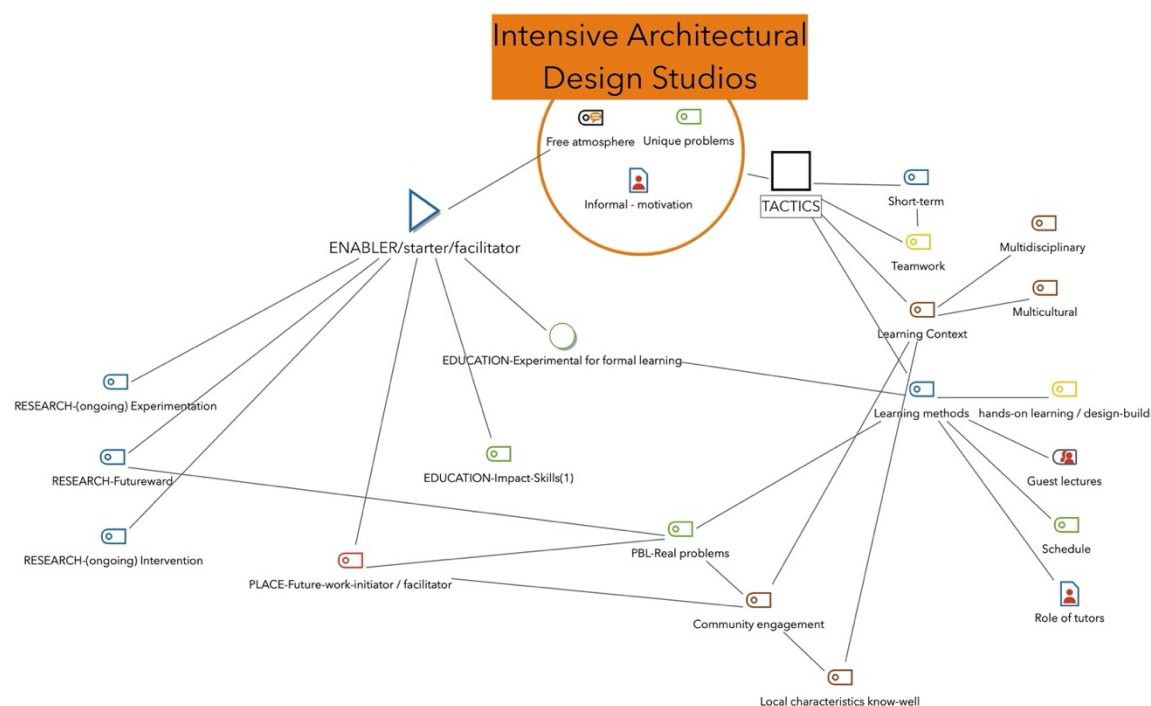 Intensive Architectural
Design Studios
Free atmosphere
Unique problems
Informal - motivation
TACTICS
Short-term
Teamwork
Multidisciplinary
Multicultural
Learning Context
ENABLER/starter/facilitator
EDUCATION-Experimental for formal learning
RESEARCH-(ongoing) Experimentation
Learning methods
hands-on learning / design-build
RESEARCH-Futureward
EDUCATION-Impact-Skills(1)
Guest lectures
RESEARCH-(ongoing) Intervention
PLACE-Future-work-initiator / facilitator
PBL-Real problems
Schedule
Community engagement
Role of tutors
Local characteristics know-well